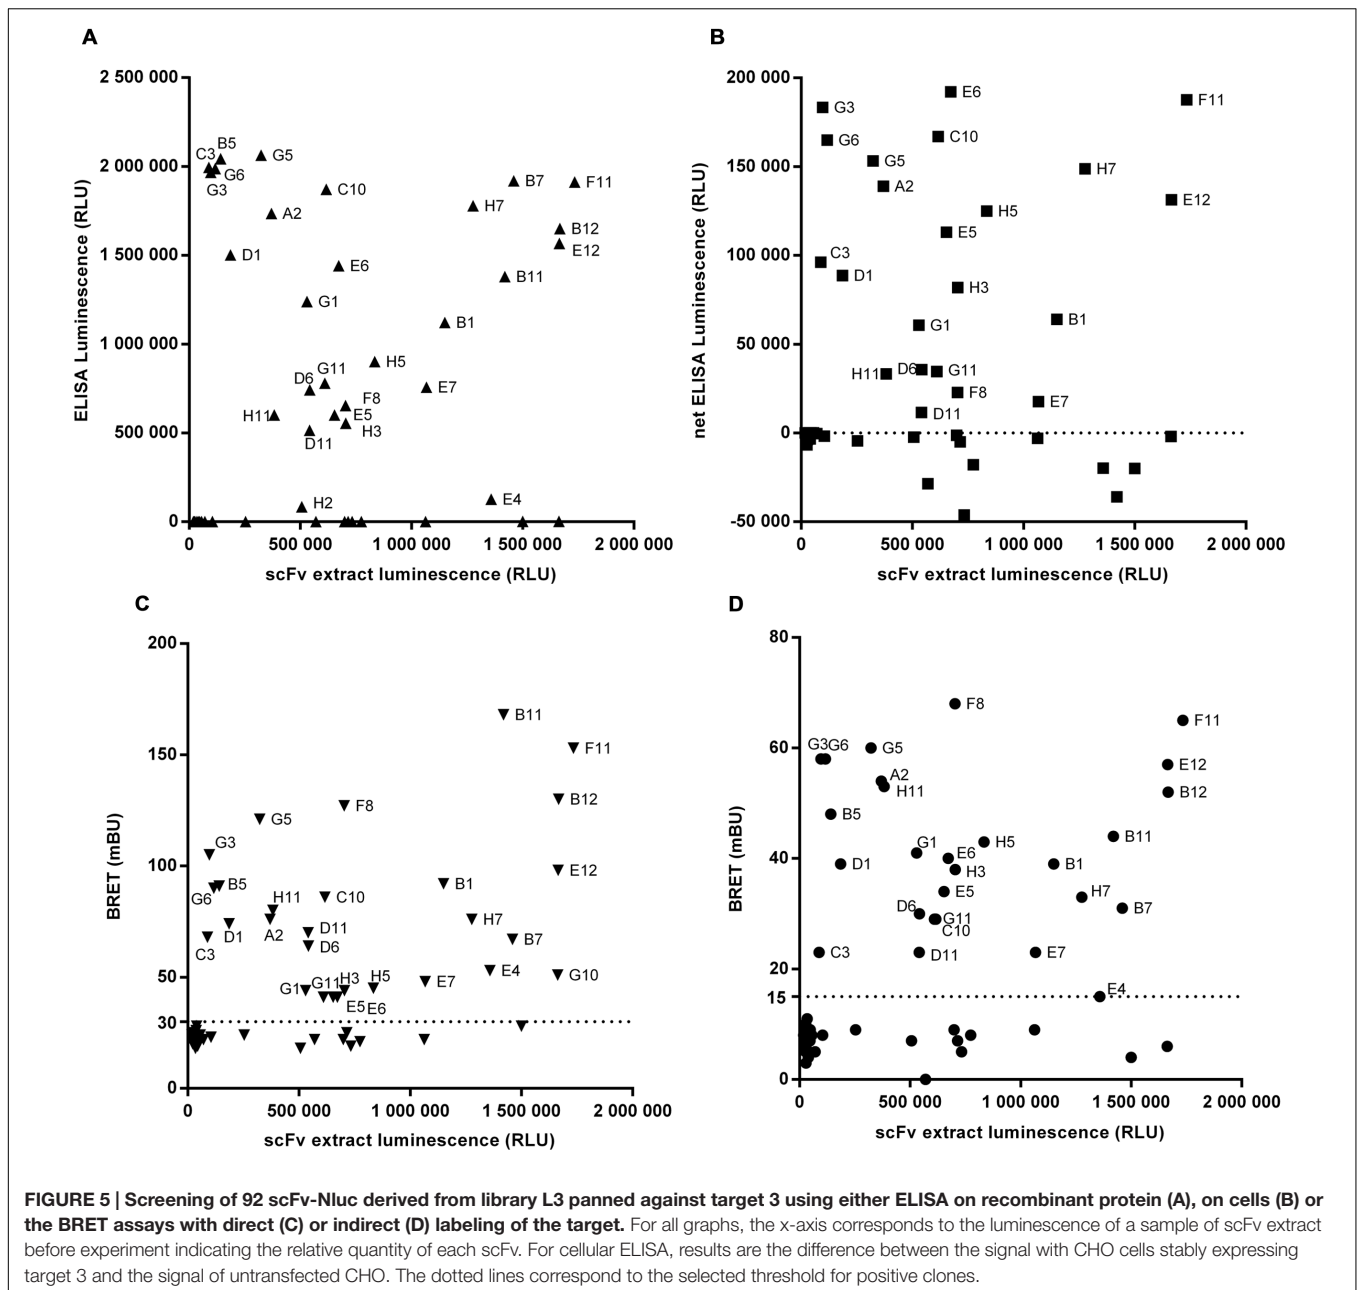 A
2 500 000
2 000 000
1 500 000
1 000 000
500 000
0
ELISA Luminescence (RLU)
B5
C3
G5
G6
G3
C10
B7
F11
H7
A2
B12
D1
E12
E6
B11
G1
B1
H5
G11
D6
E7
F8
H11
E5
D11
H3
H2
E4
0 500 000 1 000 000 1 500 000 2 000 000
scFv extract luminescence (RLU)
B
200 000
150 000
100 000
50 000
0
-50 000
net ELISA Luminescence (RLU)
E6
F11
G3
C10
G6
G5
H7
A2
E12
H5
E5
C3
D1
H3
G1
B1
D6
G11
H11
F8
E7
D11
0 500 000 1 000 000 1 500 000 2 000 000
scFv extract luminescence (RLU)
C
200
150
100
50
30
0
BRET (mBU)
B11
F11
B12
F8
G5
G3
E12
B5
G6
B1
H11
C10
A2
H7
D1
D11
C3
D6
B7
G1
G11
H3
H5
E7
E4
G10
E5
E6
0 500 000 1 000 000 1 500 000 2 000 000
scFv extract luminescence (RLU)
D
80
60
40
20
15
0
BRET (mBU)
F8
F11
G3
G6
G5
E12
A2
H11
B12
B5
B11
G1
H5
E6
D1
H3
B1
E5
H7
D6
B7
G11
C10
C3
D11
E7
E4
0 500 000 1 000 000 1 500 000 2 000 000
scFv extract luminescence (RLU)
FIGURE 5 | Screening of 92 scFv-Nluc derived from library L3 panned against target 3 using either ELISA on recombinant protein (A), on cells (B) or
the BRET assays with direct (C) or indirect (D) labeling of the target. For all graphs, the x-axis corresponds to the luminescence of a sample of scFv extract
before experiment indicating the relative quantity of each scFv. For cellular ELISA, results are the difference between the signal with CHO cells stably expressing
target 3 and the signal of untransfected CHO. The dotted lines correspond to the selected threshold for positive clones.